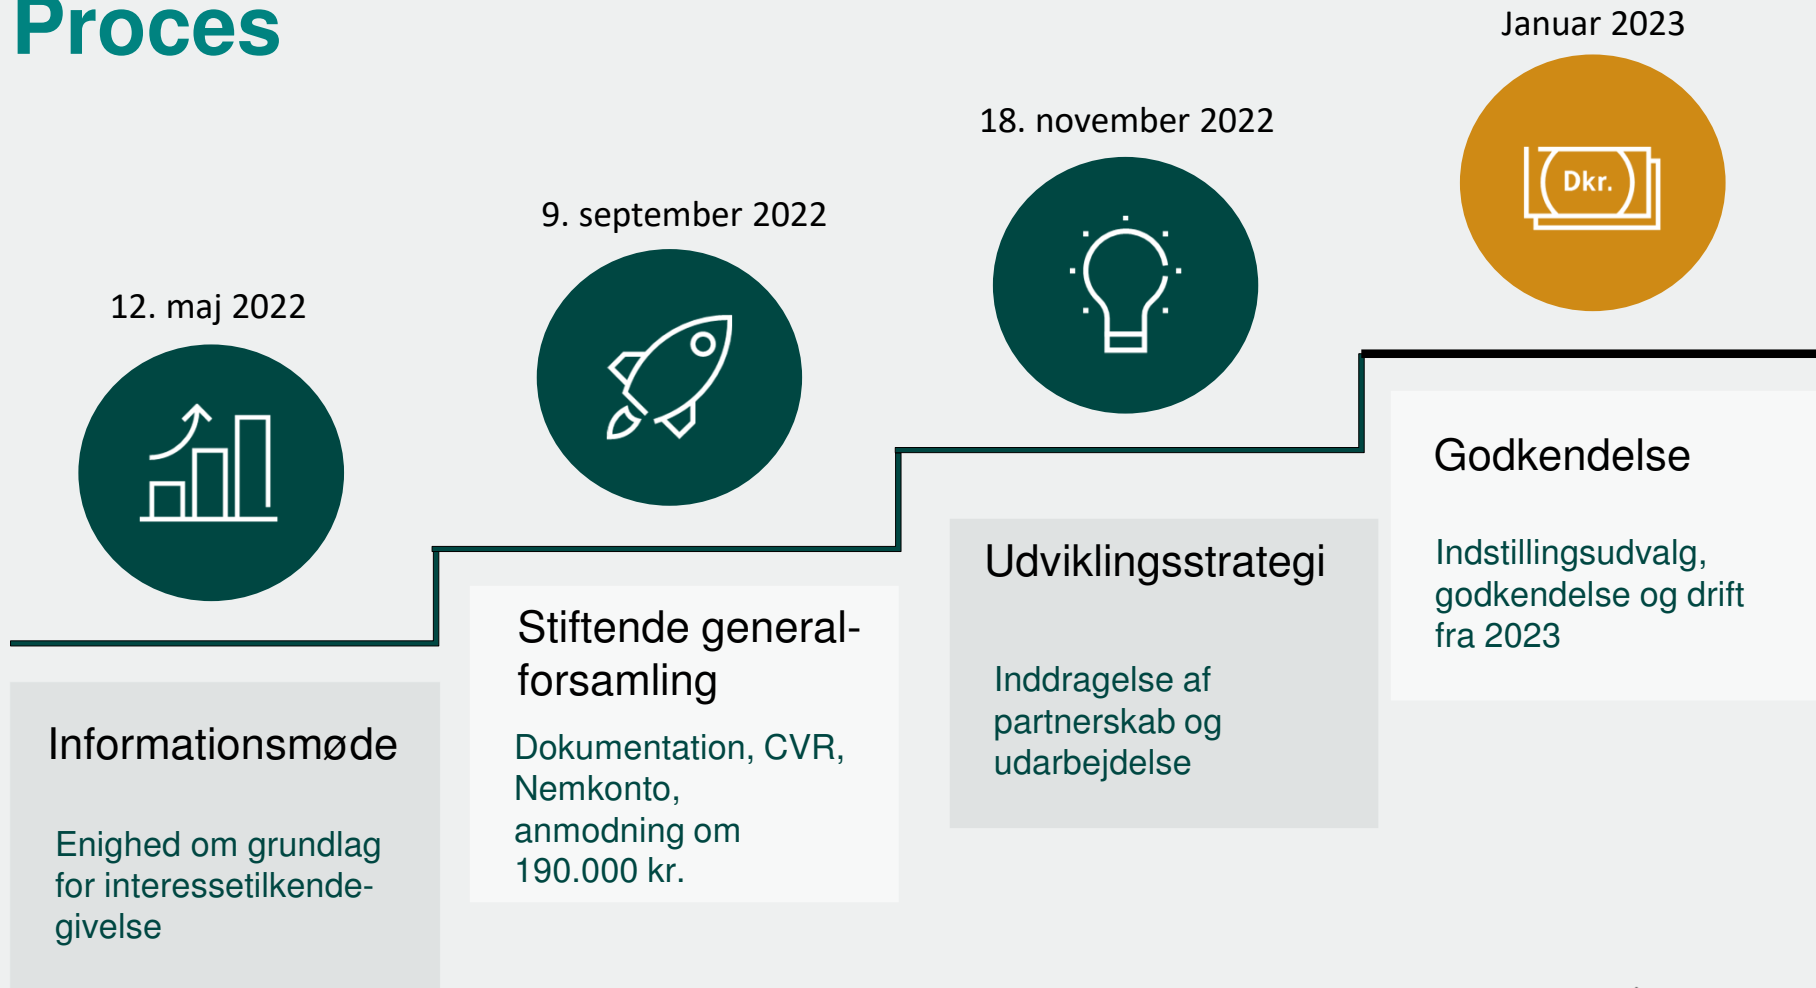 Proces
12. maj 2022
Informationsmøde
Enighed om grundlag
for interessetilkende-
givelse
9. september 2022
Stiftende general-
forsamling
Dokumentation, CVR,
Nemkonto,
anmodning om
190.000 kr.
18. november 2022
Udviklingsstrategi
Inddragelse af
partnerskab og
udarbejdelse
Januar 2023
Dkr.
Godkendelse
Indstillingsudvalg,
godkendelse og drift
fra 2023